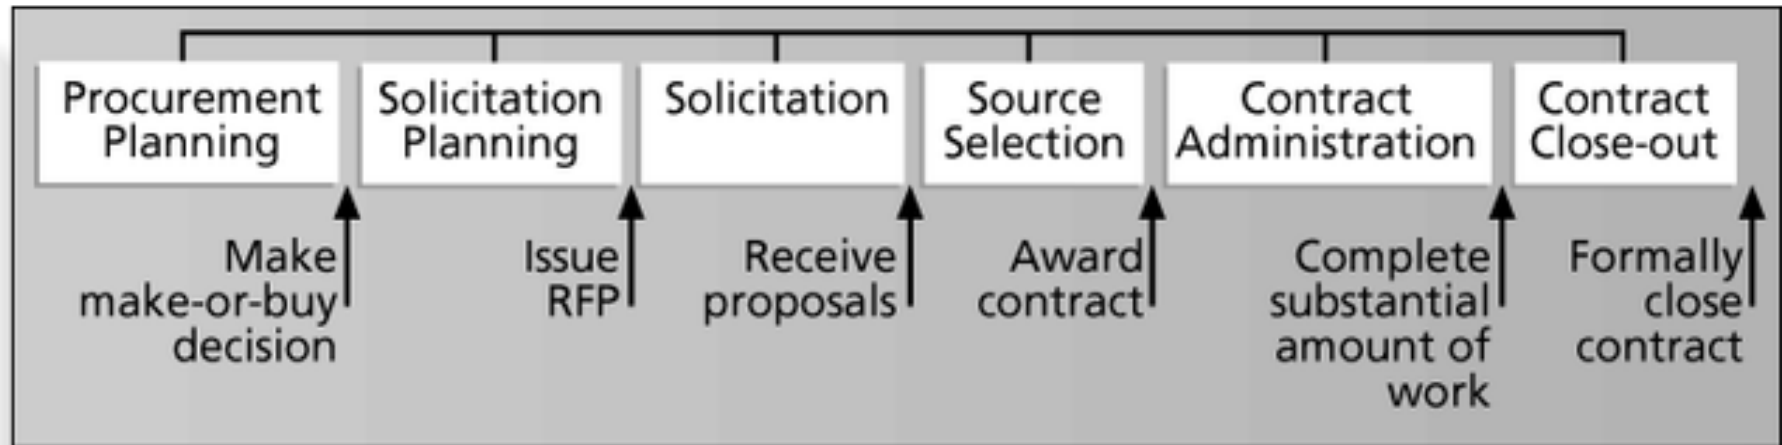 Procurement
Planning
Solicitation
Planning
Solicitation
Source
Selection
Contract
Administration
Contract
Close-out
Make
make-or-buy
decision
Issue
RFP
Receive
proposals
Award
contract
Complete
substantial
amount of
work
Formally
close
contract